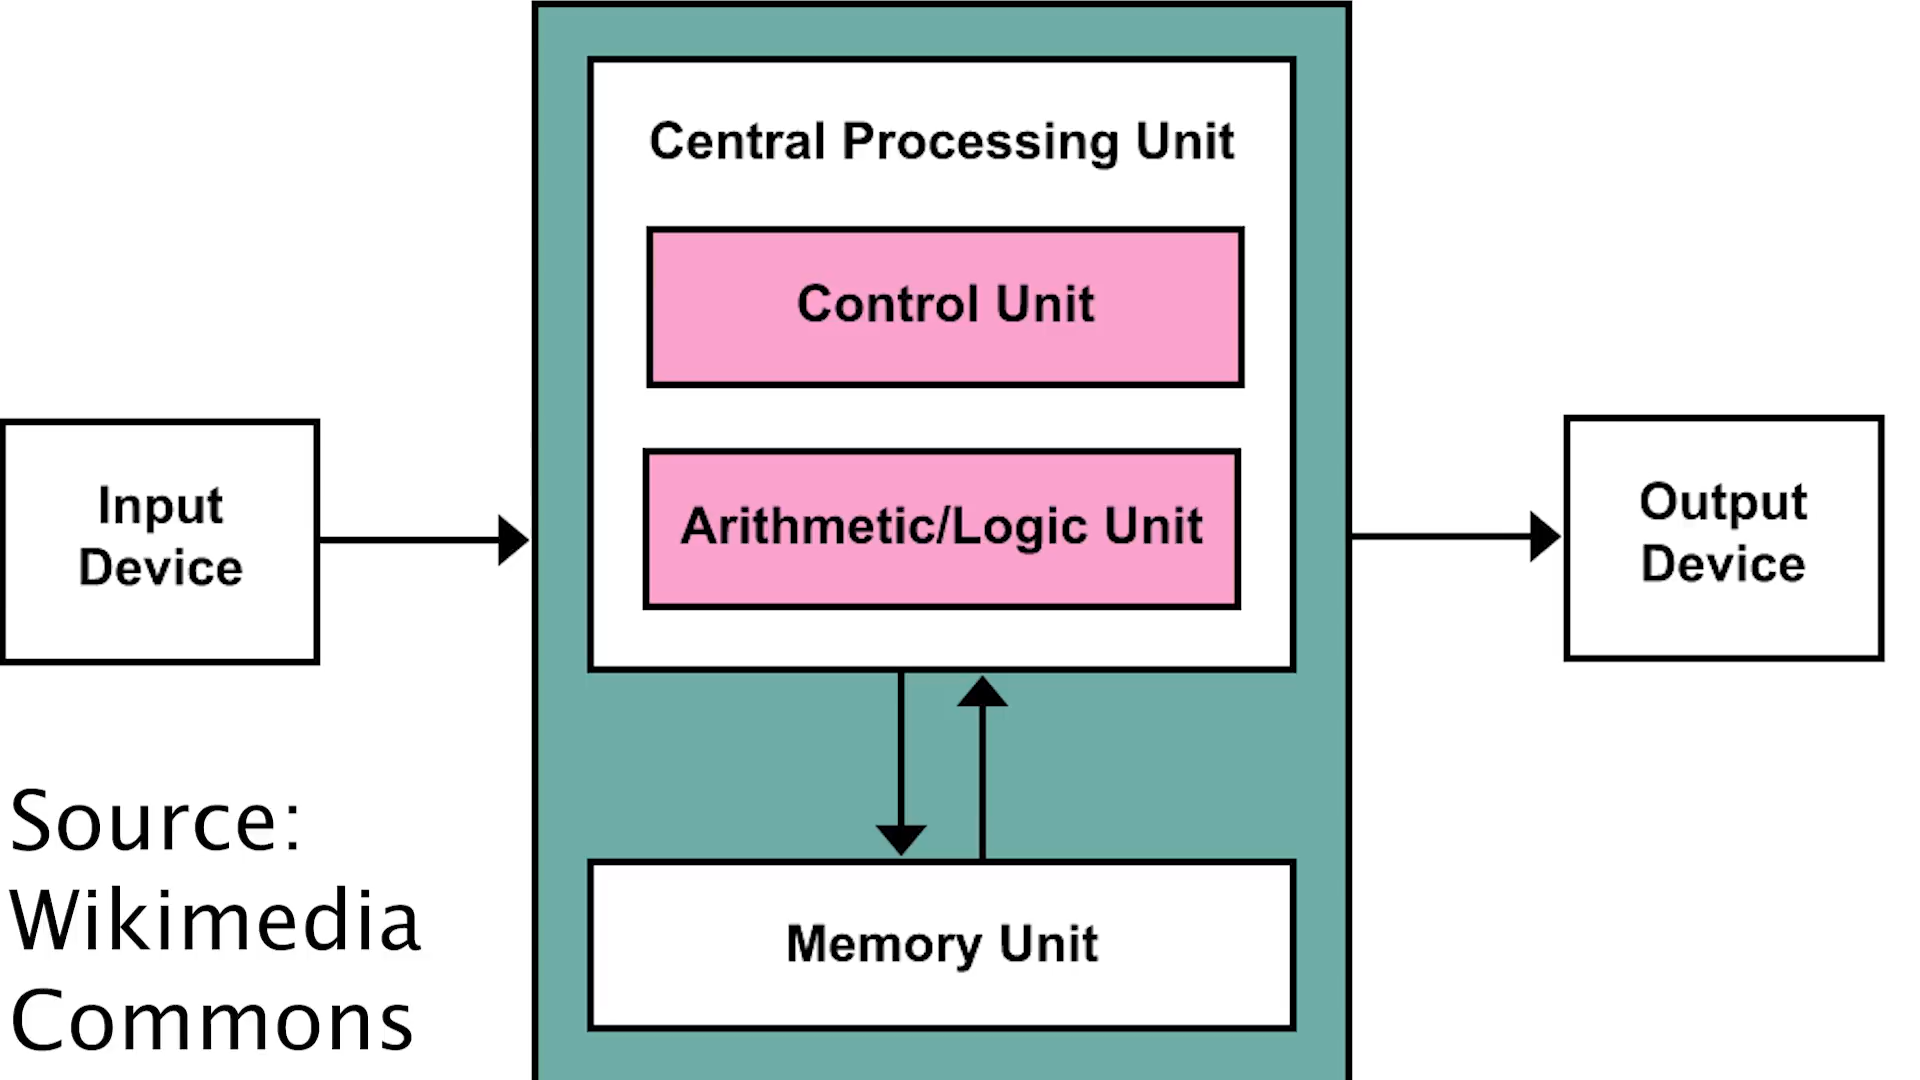 Central Processing Unit
Control Unit
Arithmetic/Logic Unit
Input
Device
Output
Device
Memory Unit
Source:
Wikimedia
Commons